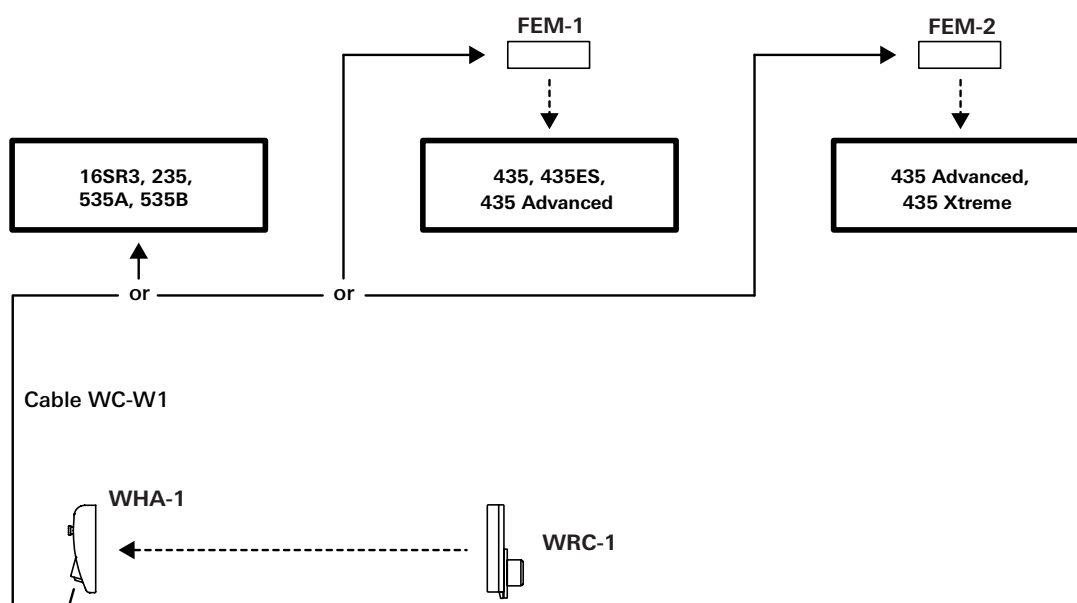 FEM-1
FEM-2
16SR3, 235,
535A, 535B
435, 435ES,
435 Advanced
435 Advanced,
435 Xtreme
or
or
Cable WC-W1
WHA-1
WRC-1